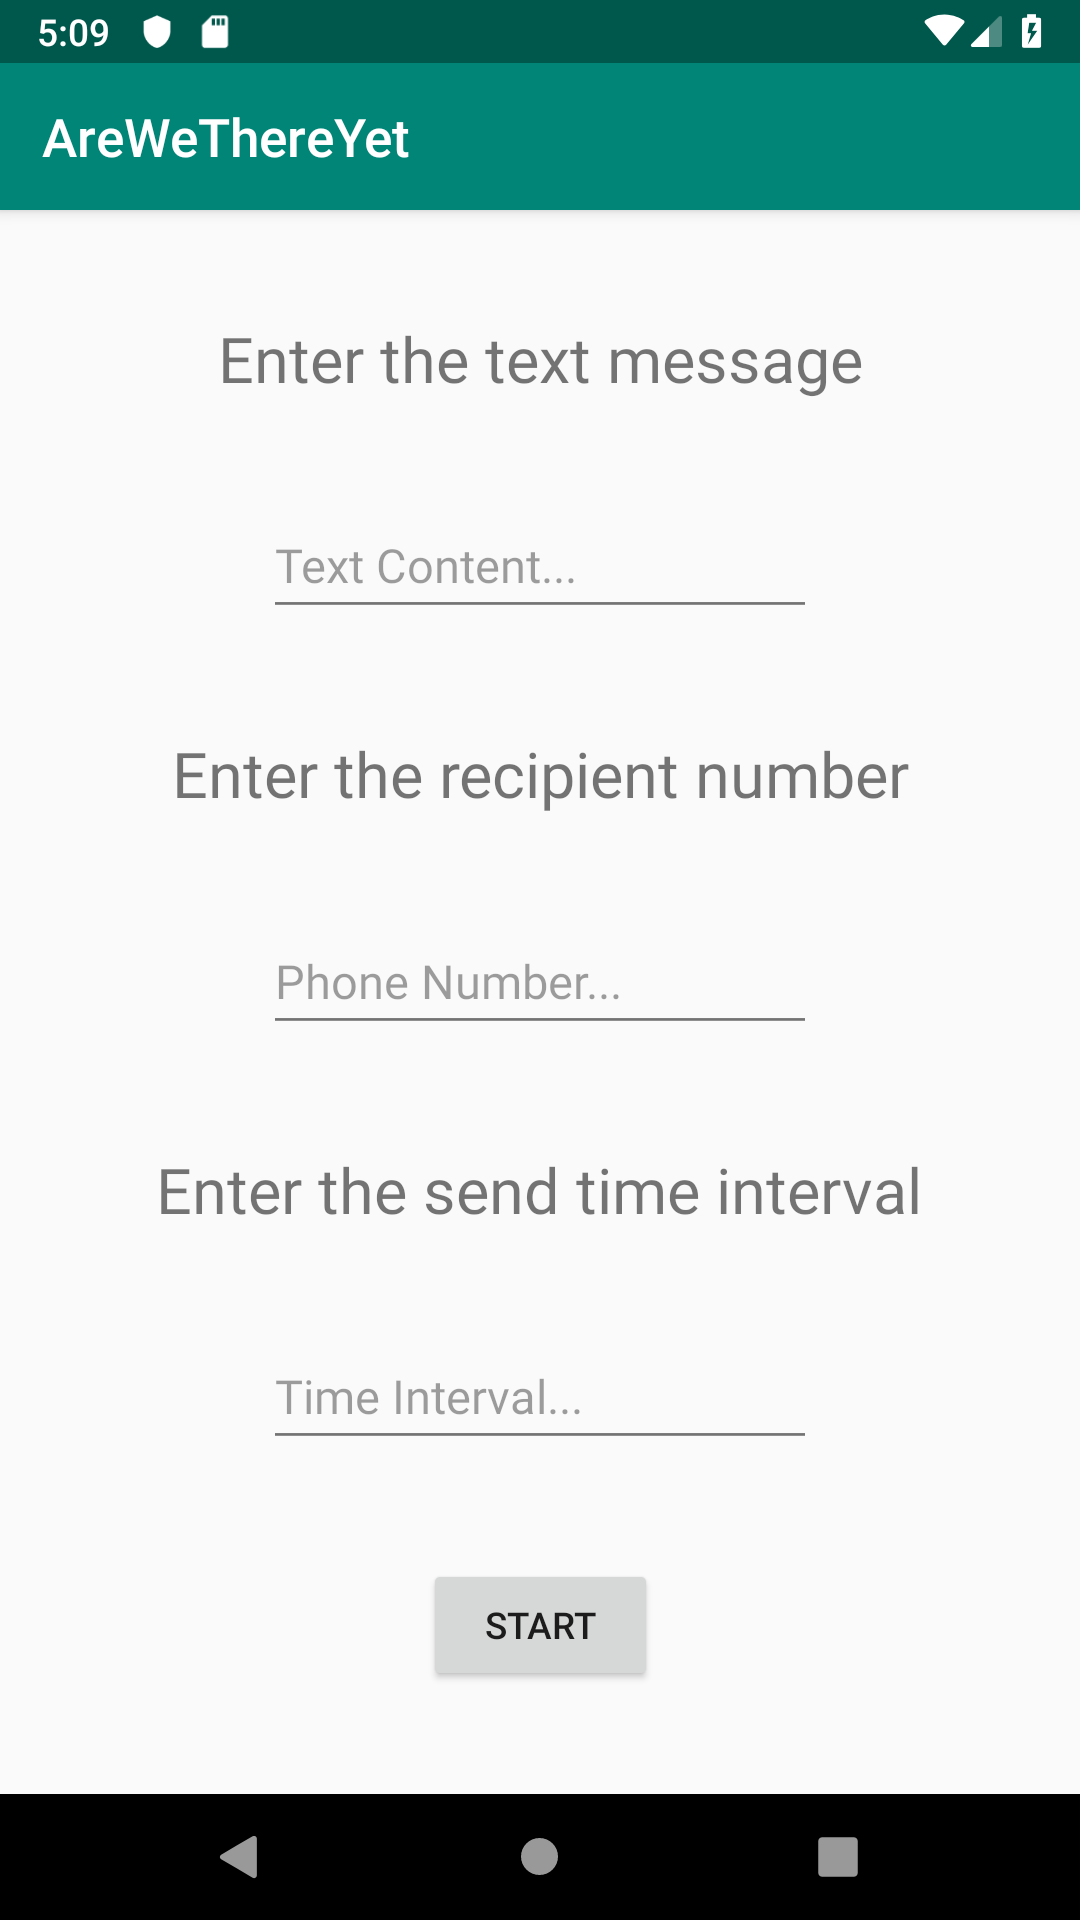 5:09
AreWeThereYet
Enter the text message
Text Content...
Enter the recipient number
Phone Number...
Enter the send time interval
Time Interval...
START